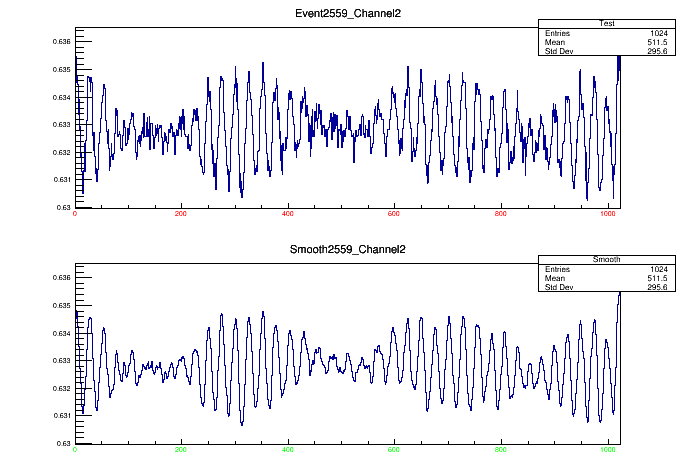 Event2559_Channel2
Test
Entries 1024
Mean 511.5
Std Dev 295.6
0.636
0.635
0.634
0.633
0.632
0.631
0.63
0 200 400 600 800 1000
Smooth2559_Channel2
Smooth
Entries 1024
Mean 511.5
Std Dev 295.6
0.636
0.635
0.634
0.633
0.632
0.631
0.63
0 200 400 600 800 1000